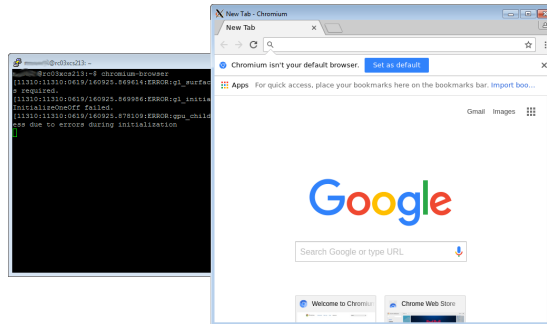 @rc03xcs213: ~
@rc03xcs213:~$ chromium-browser
[11310:11310:0619/160925.869614:ERROR:gl_surfac
s required.
[11310:11310:0619/160925.869986:ERROR:gl_initia
InitializeOneOff failed.
[11310:11310:0619/160925.878109:ERROR:gpu_child
ess due to errors during initialization
New Tab - Chromium
New Tab
Chromium isn't your default browser. Set as default
Apps For quick access, place your bookmarks here on the bookmarks bar. Import boo...
Gmail Images
Google
Search Google or type URL
Welcome to Chromiu
Chrome Web Store